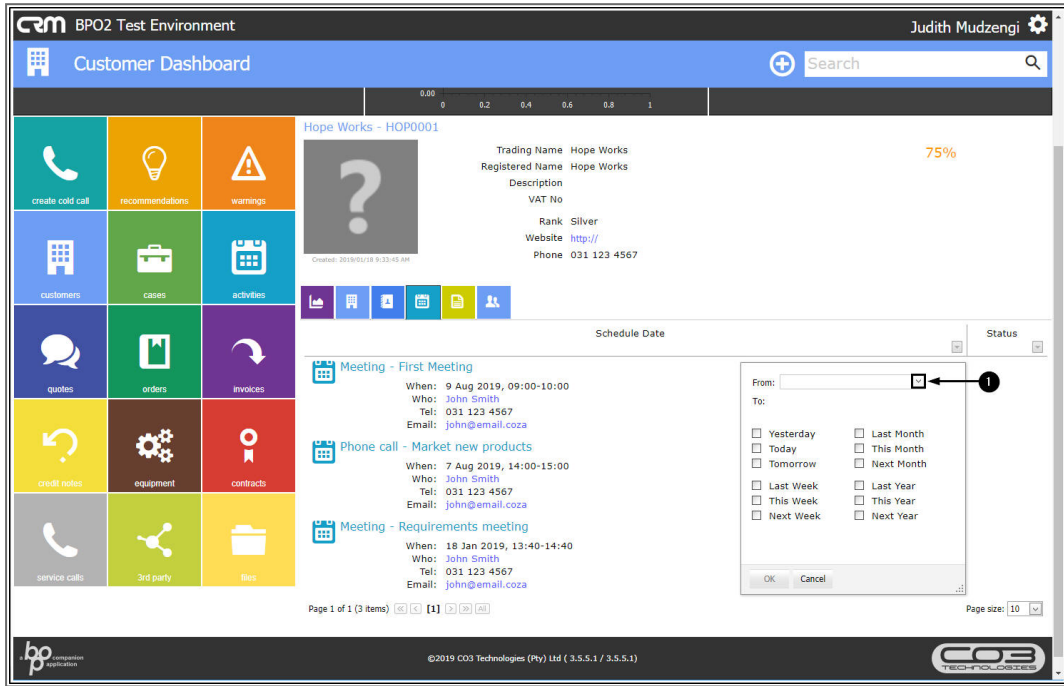 CRM BPO2 Test Environment
Judith Mudzengi
Customer Dashboard
Search
0.00
0 0.2 0.4 0.6 0.8 1
Hope Works - HOP0001
Trading Name Hope Works
75%
Registered Name Hope Works
Description
VAT No
Rank Silver
Website http://
Phone 031 123 4567
?
Created: 2019/01/18 9:33:45 AM
create cold call
recommendations
warnings
customers
cases
activities
quotes
orders
invoices
credit notes
equipment
contracts
service calls
3rd party
files
Schedule Date
Status
Meeting - First Meeting
When: 9 Aug 2019, 09:00-10:00
Who: John Smith
Tel: 031 123 4567
Email: john@email.coza
Phone call - Market new products
When: 7 Aug 2019, 14:00-15:00
Who: John Smith
Tel: 031 123 4567
Email: john@email.coza
Meeting - Requirements meeting
When: 18 Jan 2019, 13:40-14:40
Who: John Smith
Tel: 031 123 4567
Email: john@email.coza
From:
1
To:
Yesterday
Last Month
Today
This Month
Tomorrow
Next Month
Last Week
Last Year
This Week
This Year
Next Week
Next Year
OK
Cancel
Page 1 of 1 (3 items) [1] All
Page size: 10
a bpo companion application
©2019 CO3 Technologies (Pty) Ltd ( 3.5.5.1 / 3.5.5.1)
CO3
TECHNOLOGIES